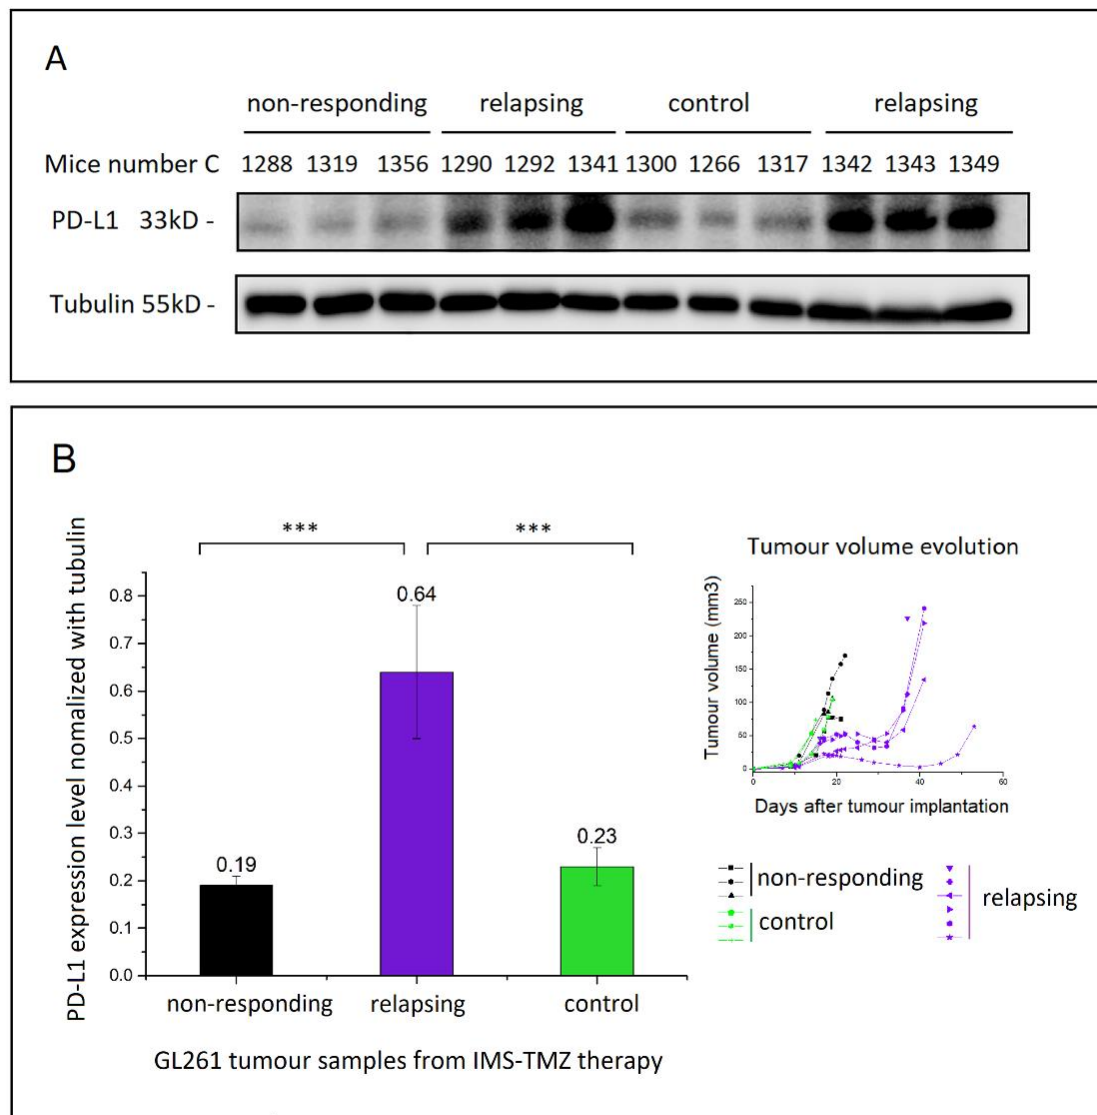 A
non-responding relapsing control relapsing
Mice number C 1288 1319 1356 1290 1292 1341 1300 1266 1317 1342 1343 1349
PD-L1 33kD -
Tubulin 55kD -
B
PD-L1 expression level nomalized with tubulin
0.8
0.7
0.6
0.5
0.4
0.3
0.2
0.1
0.0
***
***
0.19
0.64
0.23
non-responding relapsing control
GL261 tumour samples from IMS-TMZ therapy
Tumour volume evolution
Tumour volume (mm3)
250
200
150
100
50
0
0 20 40 60
Days after tumour implantation
non-responding
control
relapsing